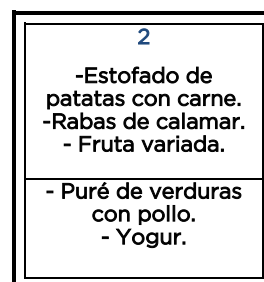 2
-Estofado de
patatas con carne.
-Rabas de calamar.
- Fruta variada.
- Puré de verduras
con pollo.
- Yogur.